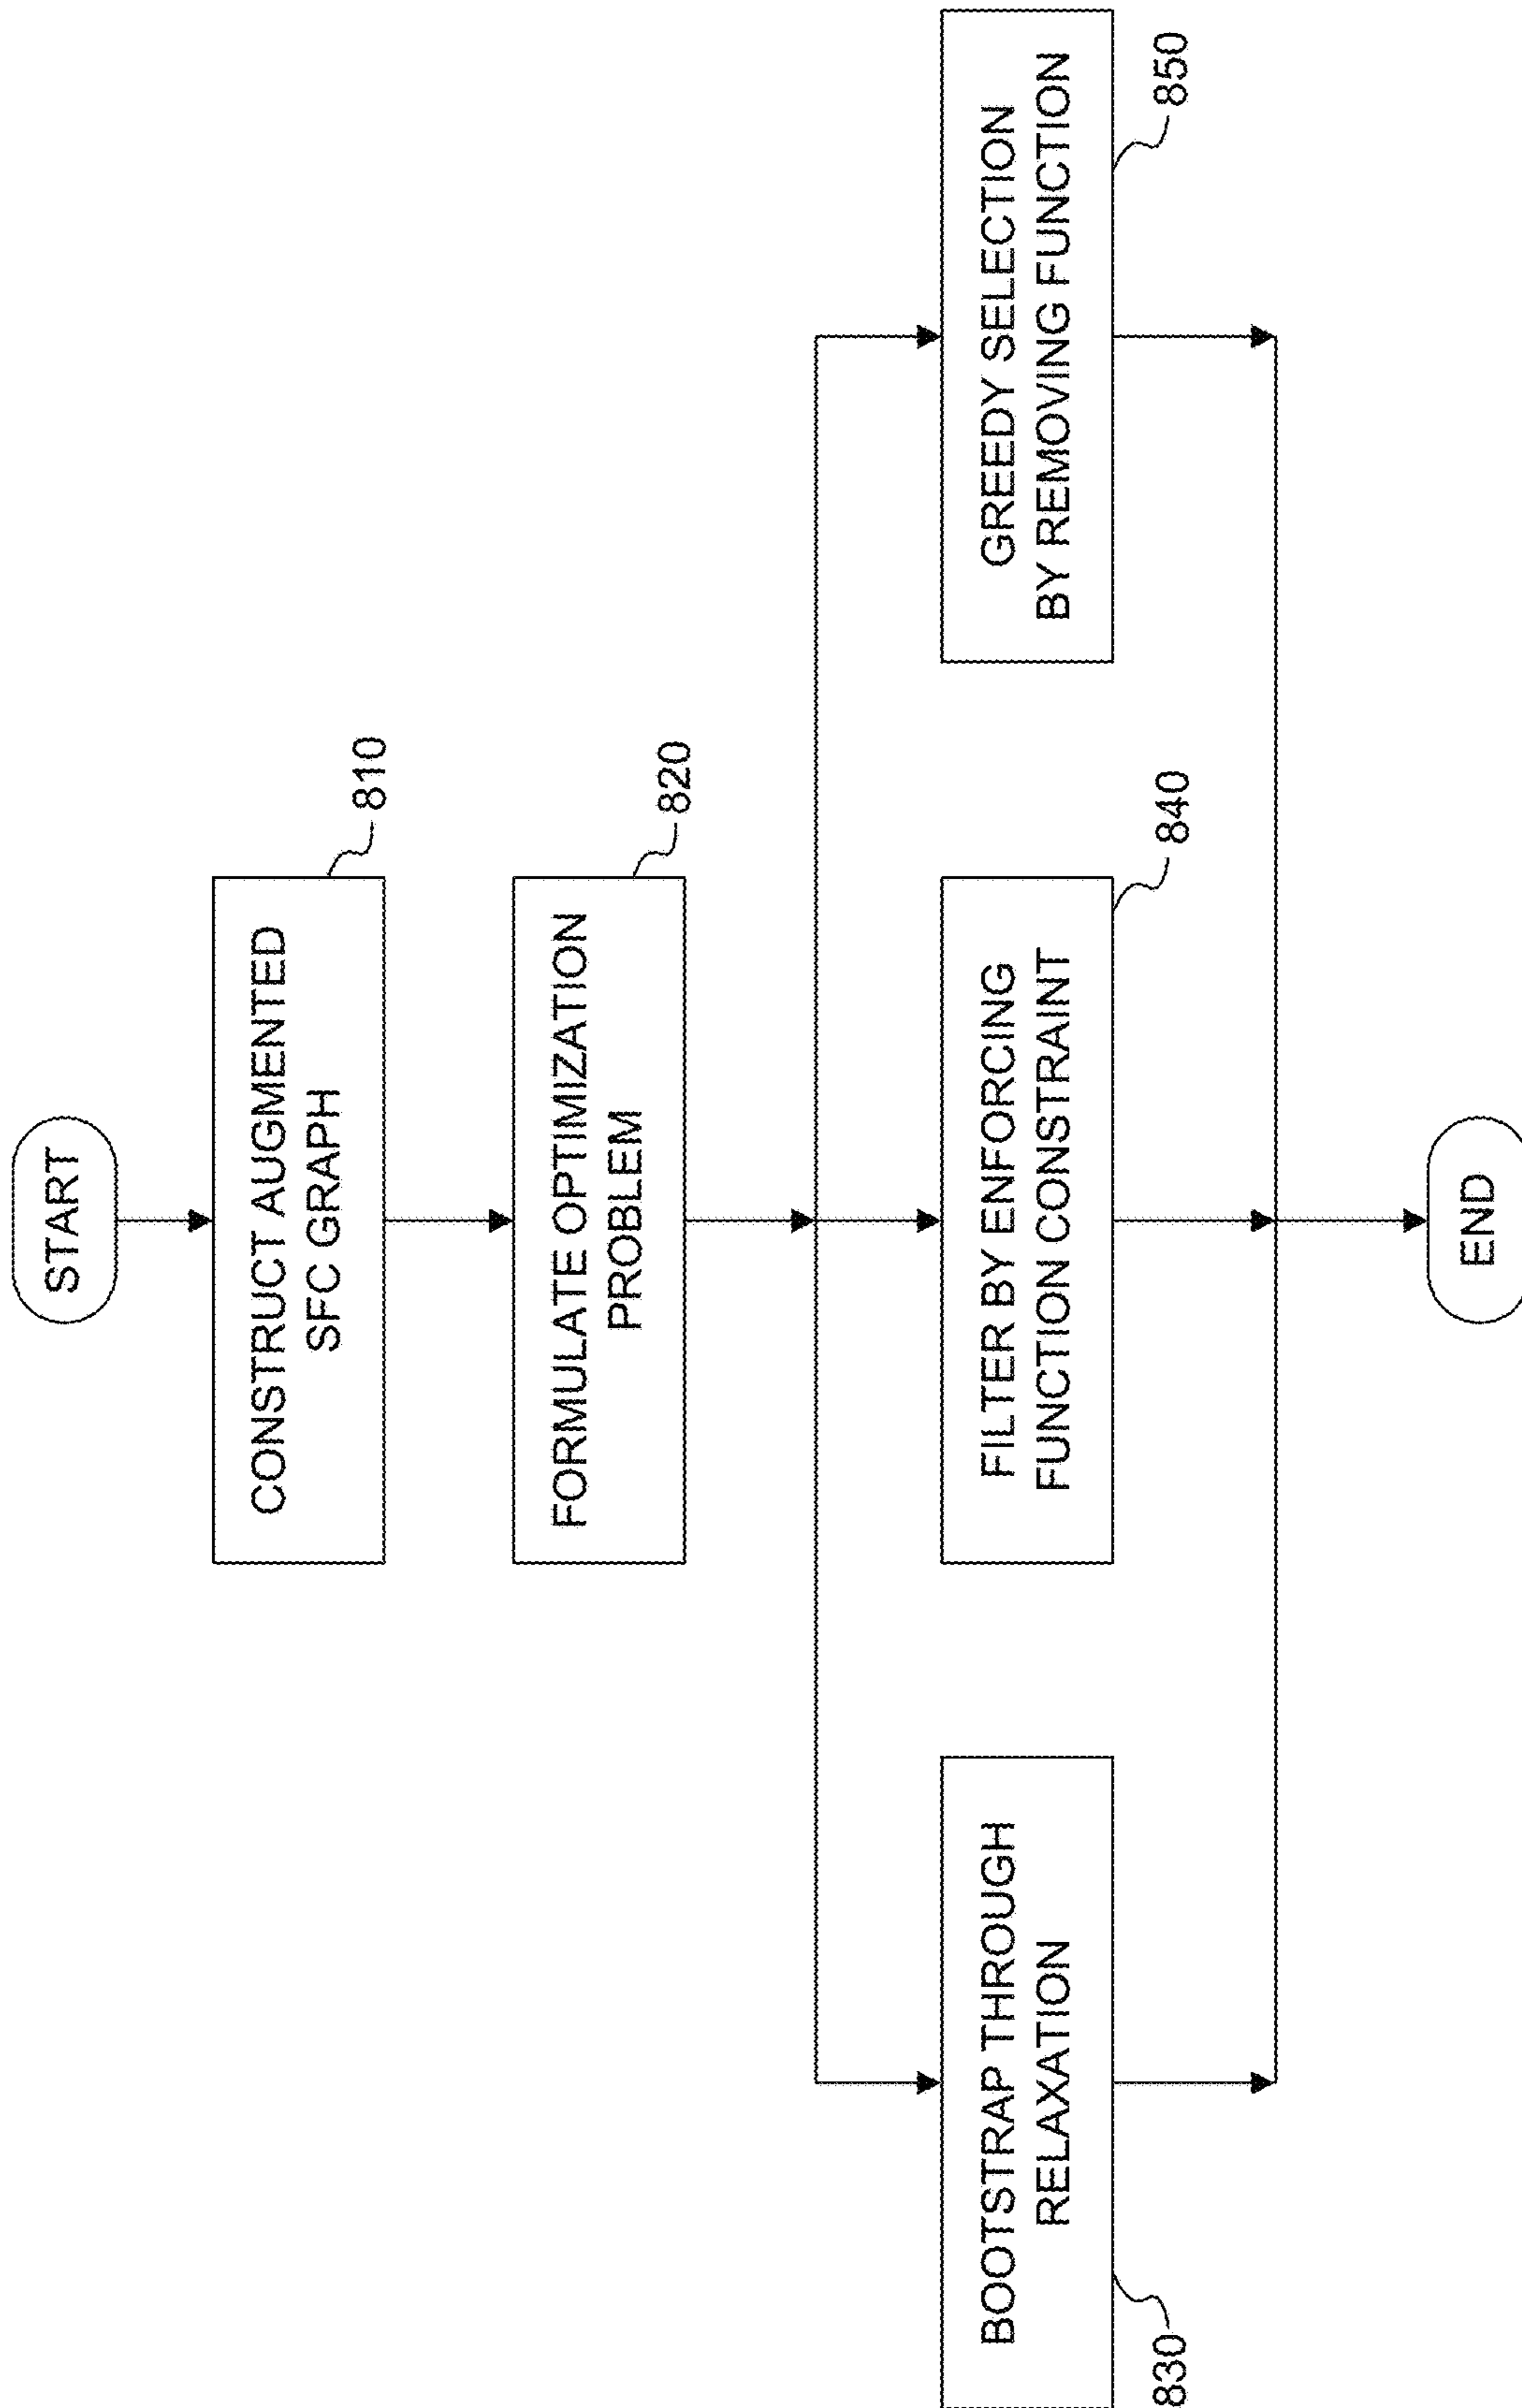 START
CONSTRUCT AUGMENTED
SFC GRAPH
810
FORMULATE OPTIMIZATION
PROBLEM
820
BOOTSTRAP THROUGH
RELAXATION
830
FILTER BY ENFORCING
FUNCTION CONSTRAINT
840
GREEDY SELECTION
BY REMOVING FUNCTION
850
END